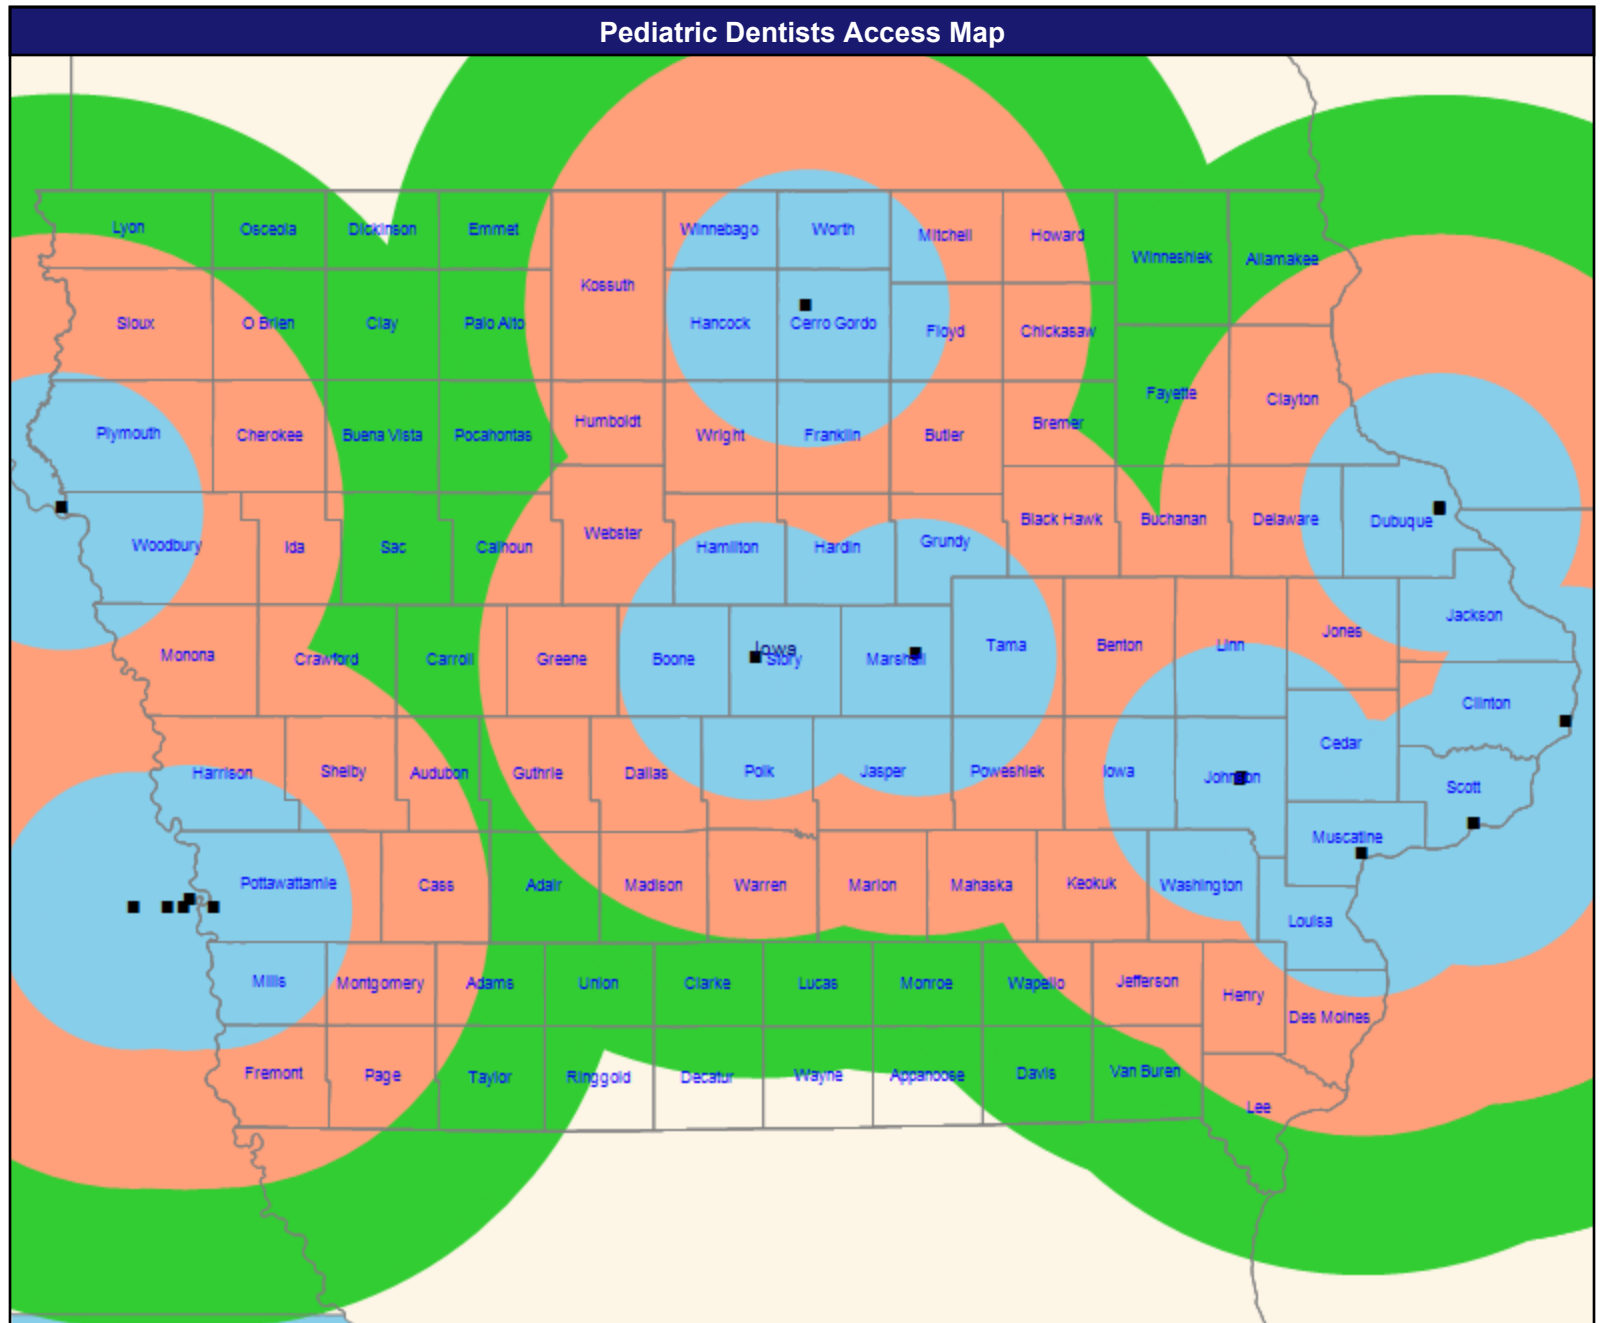 Pediatric Dentists Access Map
Lyon Osceola Dickinson Emmet Winnebago Worth Mitchell Howard
Winneshiek Allamakee
Kossuth
Sioux O Brien Clay Palo Alto Hancock Cerro Gordo Floyd Chickasaw
Fayette Clayton
Plymouth Cherokee Buena Vista Pocahontas Humboldt Wright Franklin Butler Bremer
Woodbury Ida Sac Calhoun Webster Hamilton Hardin Grundy Black Hawk Buchanan Delaware Dubuque
Jackson
Monona Crawford Carroll Greene Boone Iowa Story Marshall Tama Benton Linn Jones
Clinton
Harrison Shelby Audubon Guthrie Dallas Polk Jasper Poweshiek Iowa Johnson Cedar
Scott
Muscatine
Pottawattamie Cass Adair Madison Warren Marion Mahaska Keokuk Washington
Louisa
Mills Montgomery Adams Union Clarke Lucas Monroe Wapello Jefferson Henry
Des Moines
Fremont Page Taylor Ringgold Decatur Wayne Appanoose Davis Van Buren
Lee